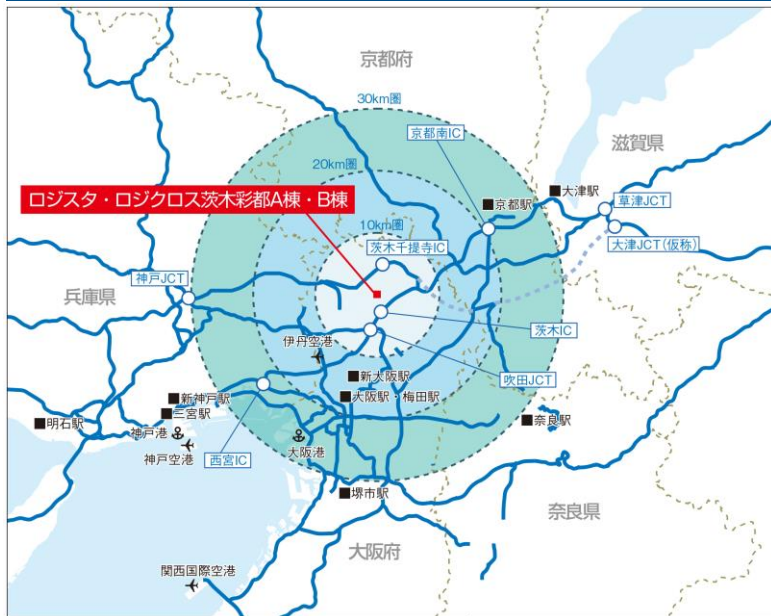 京都府
30km圏
京都南IC
滋賀県
20km圏
ロジスタ・ロジクロス茨木彩都A棟・B棟
■京都駅
■大津駅
草津JCT
10km圏
茨木千提寺IC
大津JCT(仮称)
神戸JCT
兵庫県
茨木IC
伊丹空港
吹田JCT
■新大阪駅
■大阪駅・梅田駅
■新神戸駅
■三宮駅
■明石駅
神戸港
神戸空港
西宮IC
大阪港
■奈良駅
■堺市駅
奈良県
大阪府
関西国際空港